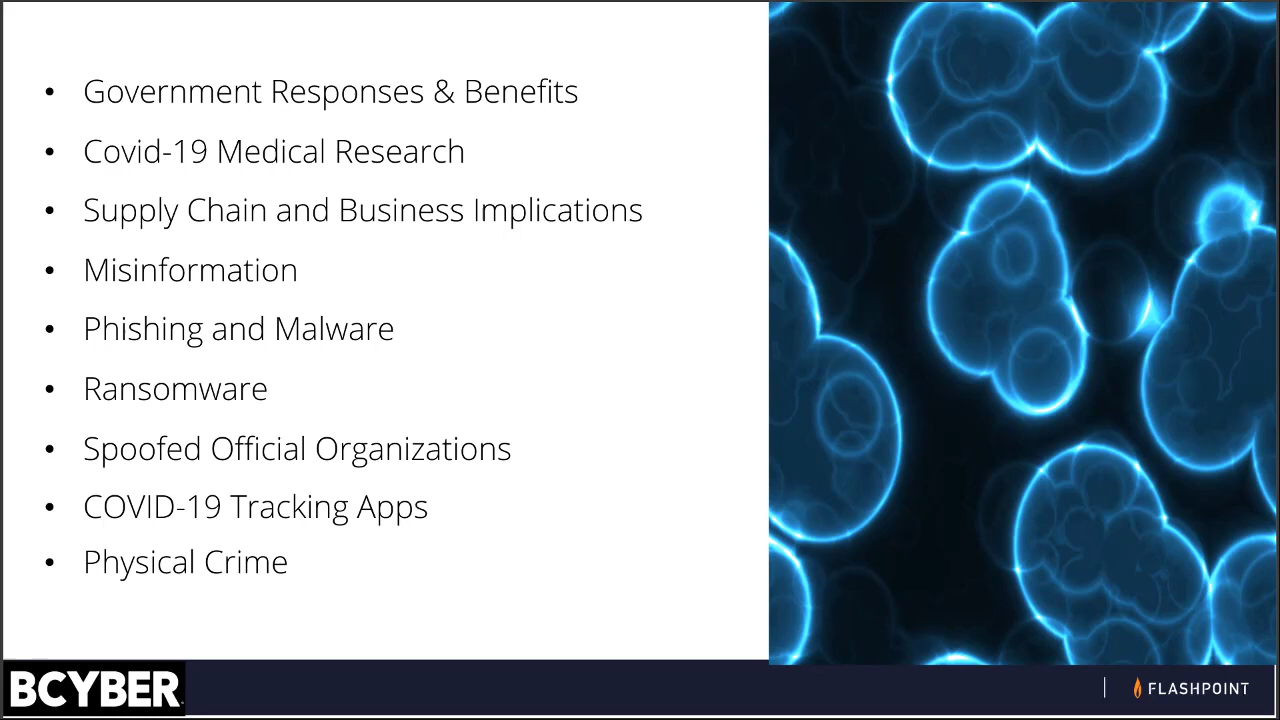 • Government Responses & Benefits
• Covid-19 Medical Research
• Supply Chain and Business Implications
• Misinformation
• Phishing and Malware
• Ransomware
• Spoofed Official Organizations
• COVID-19 Tracking Apps
• Physical Crime
BCYBER.
FLASHPOINT